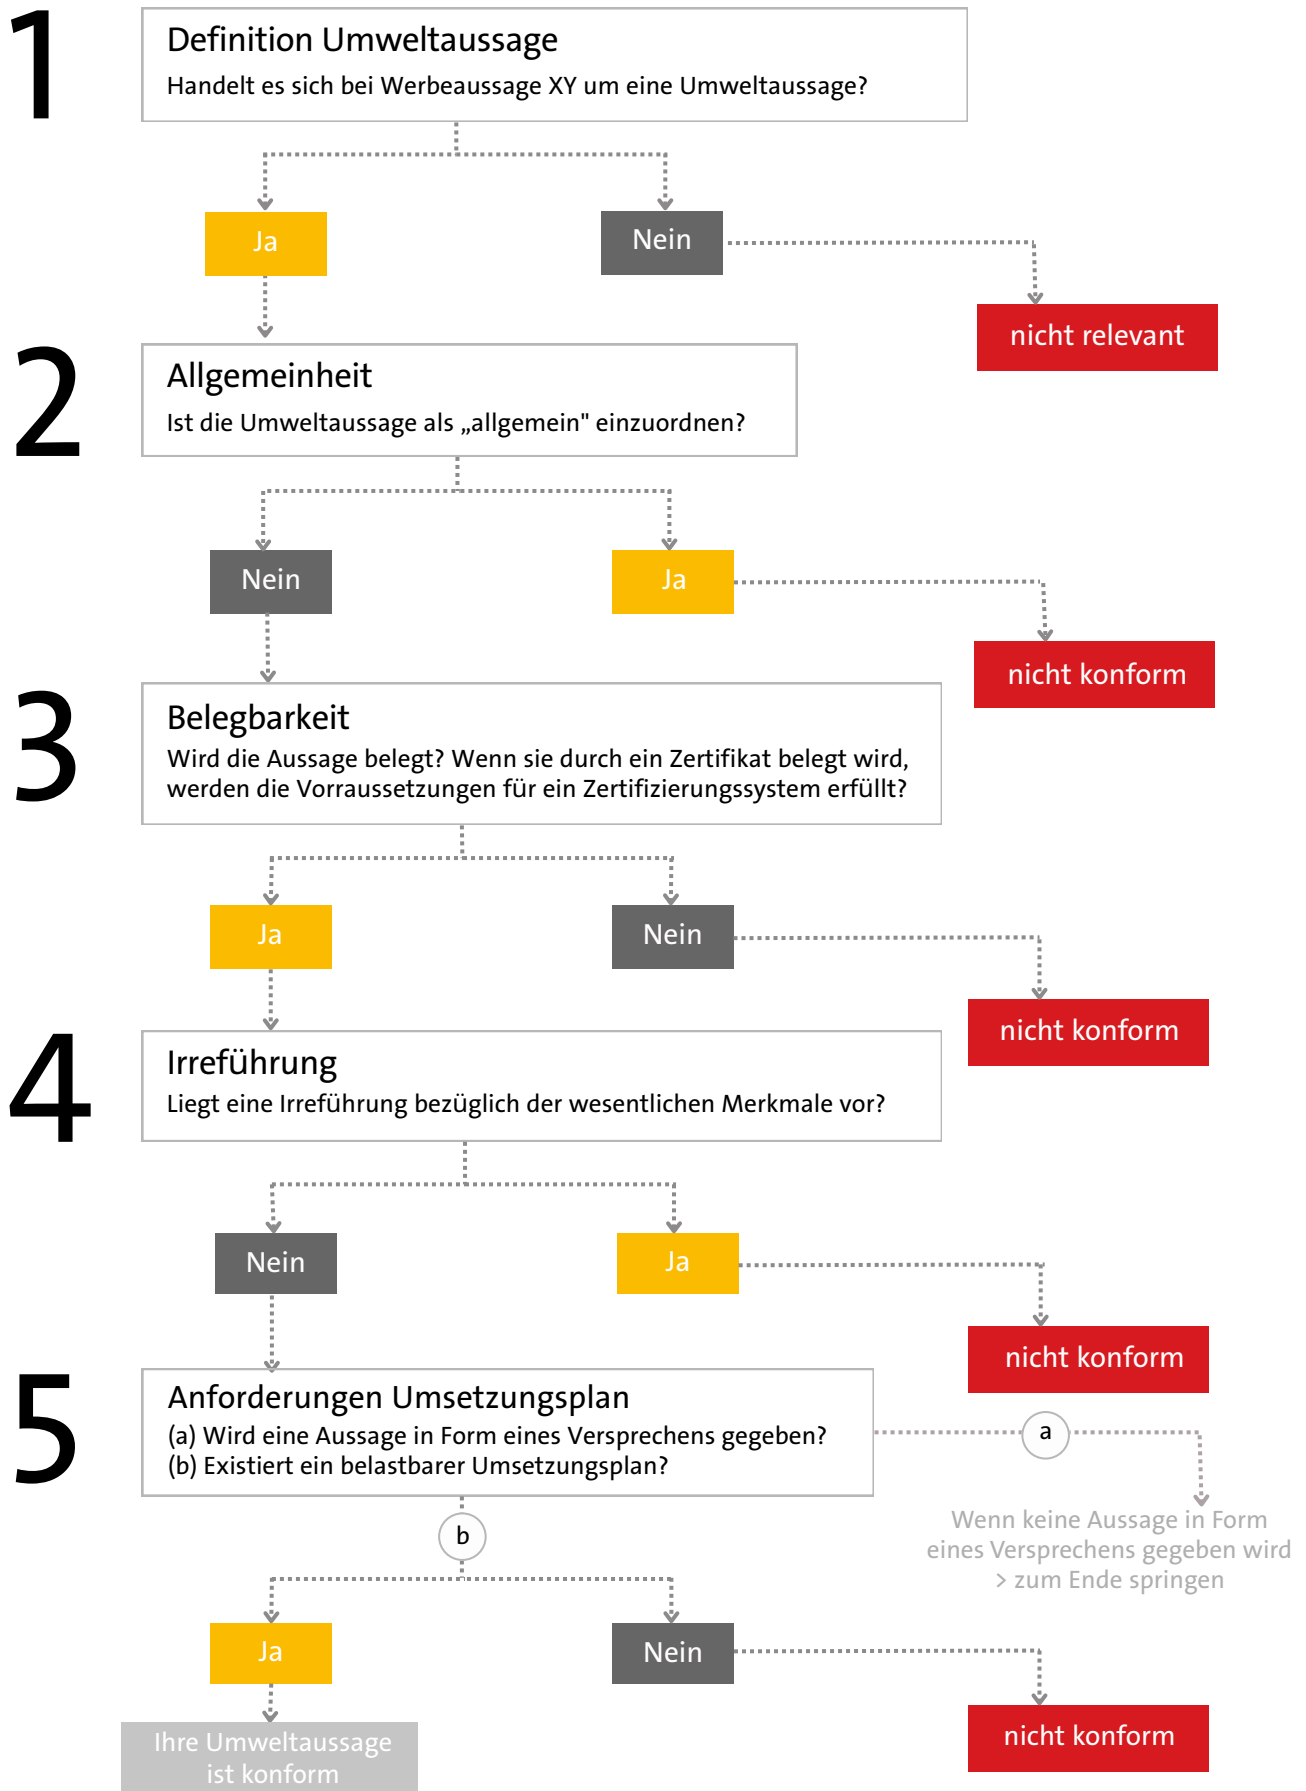 1
Definition Umweltaussage
Handelt es sich bei Werbeaussage XY um eine Umweltaussage?
Ja
Nein
nicht relevant
2
Allgemeinheit
Ist die Umweltaussage als „allgemein" einzuordnen?
Nein
Ja
nicht konform
3
Belegbarkeit
Wird die Aussage belegt? Wenn sie durch ein Zertifikat belegt wird,
werden die Vorraussetzungen für ein Zertifizierungssystem erfüllt?
Ja
Nein
nicht konform
4
Irreführung
Liegt eine Irreführung bezüglich der wesentlichen Merkmale vor?
Nein
Ja
nicht konform
5
Anforderungen Umsetzungsplan
(a) Wird eine Aussage in Form eines Versprechens gegeben?
(b) Existiert ein belastbarer Umsetzungsplan?
a
Wenn keine Aussage in Form
eines Versprechens gegeben wird
> zum Ende springen
b
Ja
Nein
nicht konform
Ihre Umweltaussage
ist konform